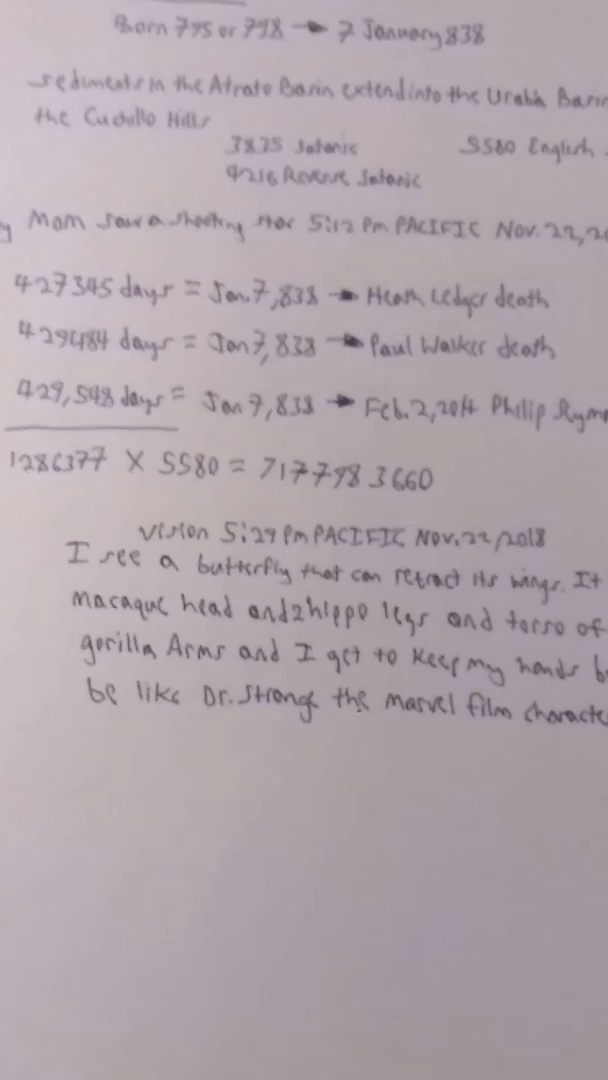 Born 795 or 798 → 7 January 838
sediments in the Atrato Basin extend into the Uraba Basin
the Cuchillo Hills
3835 Satanic 5580 English
4216 Reverse Satanic
Mom saw a shooting star 5:12 Pm PACIFIC Nov. 22, 20
427345 days = Jan. 7, 838 → Heath Ledger death
429484 days = Jan 7, 838 → Paul Walker death
429,548 days = Jan 7, 838 → Feb. 2, 2014 Philip Seymo
1286377 X 5580 = 7177983660
vision 5:29 Pm PACIFIC Nov. 22, 2018
I see a butterfly that can retract its wings. It
macaque head and 2 hippo legs and torso of
gorilla Arms and I get to keep my hands b
be like Dr. Strange the marvel film characte